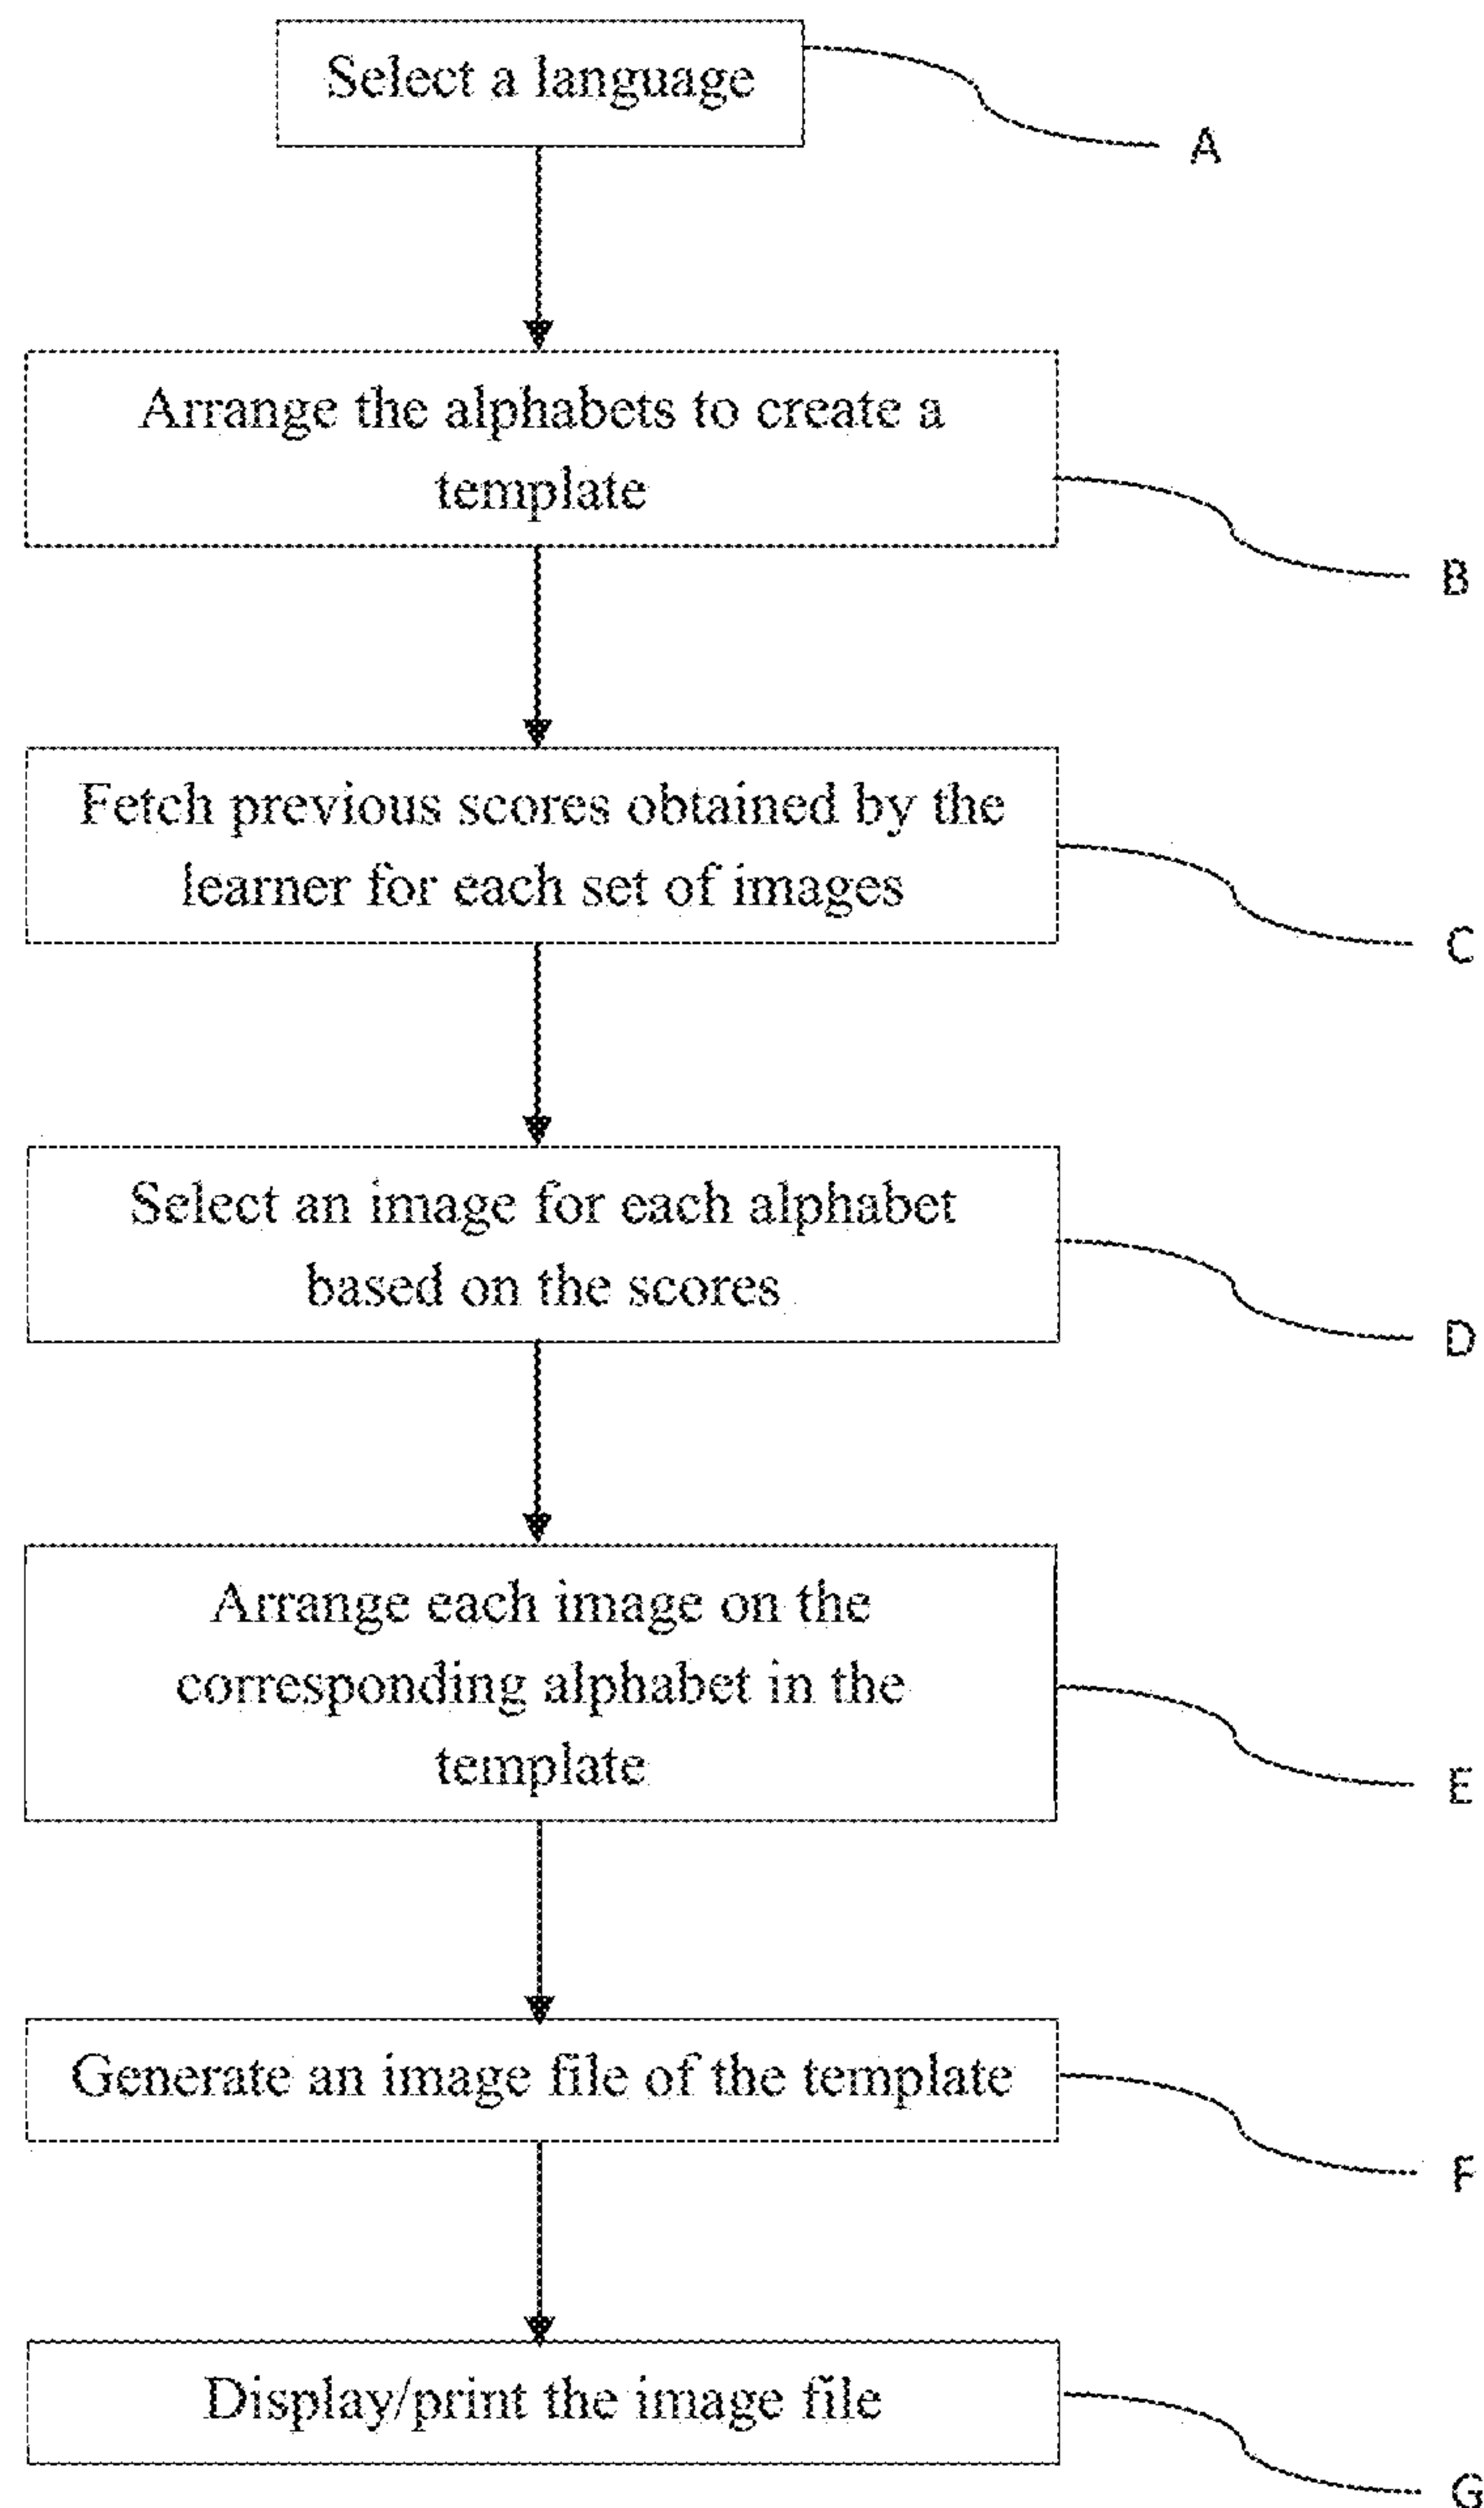 Select a language
A
Arrange the alphabets to create a
template
B
Fetch previous scores obtained by the
learner for each set of images
C
Select an image for each alphabet
based on the scores
D
Arrange each image on the
corresponding alphabet in the
template
E
Generate an image file of the template
F
Display/print the image file
G